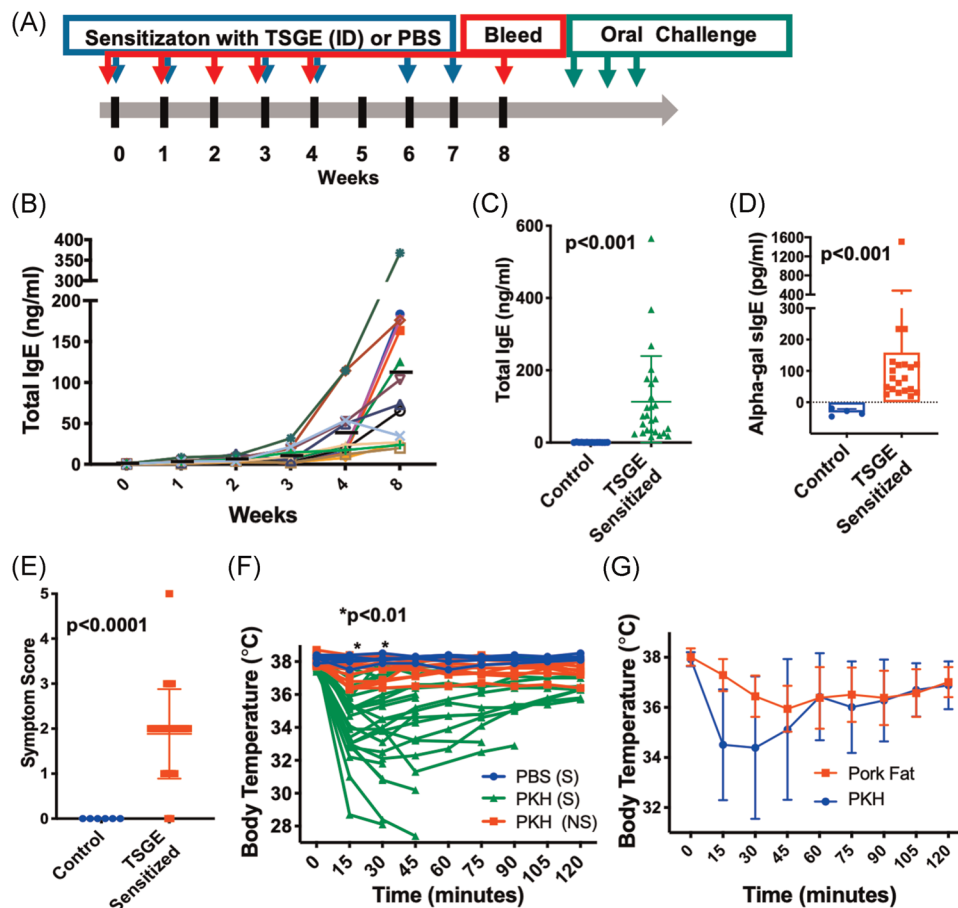 (A)
Sensitizaton with TSGE (ID) or PBS
Bleed
Oral Challenge
0 1 2 3 4 5 6 7 8
Weeks
(B)
400
350
300
250
200
150
100
50
0
Total IgE (ng/ml)
0 1 2 3 4 8
Weeks
(C)
600
400
200
0
Total IgE (ng/ml)
p<0.001
Control
TSGE
Sensitized
(D)
1600
1400
1200
1000
800
600
400
300
200
100
0
Alpha-gal sIgE (pg/ml)
p<0.001
Control
TSGE
Sensitized
(E)
5
4
3
2
1
0
Symptom Score
p<0.0001
Control
TSGE
Sensitized
(F)
*p<0.01
* *
38
36
34
32
30
28
Body Temperature (°C)
PBS (S)
PKH (S)
PKH (NS)
0 15 30 45 60 75 90 105 120
Time (minutes)
(G)
38
36
34
32
Body Temperature (°C)
Pork Fat
PKH
0 15 30 45 60 75 90 105 120
Time (minutes)